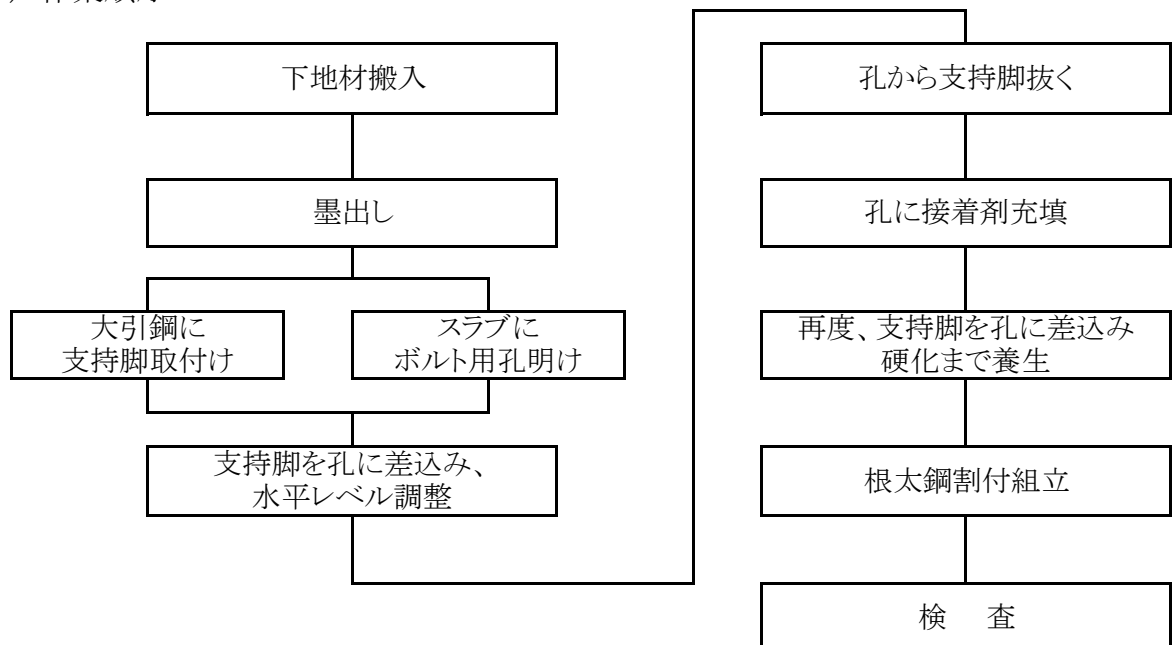 下地材搬入
墨出し
大引鋼に
支持脚取付け
スラブに
ボルト用孔明け
支持脚を孔に差込み、
水平レベル調整
孔から支持脚抜く
孔に接着剤充填
再度、支持脚を孔に差込み
硬化まで養生
根太鋼割付組立
検　査